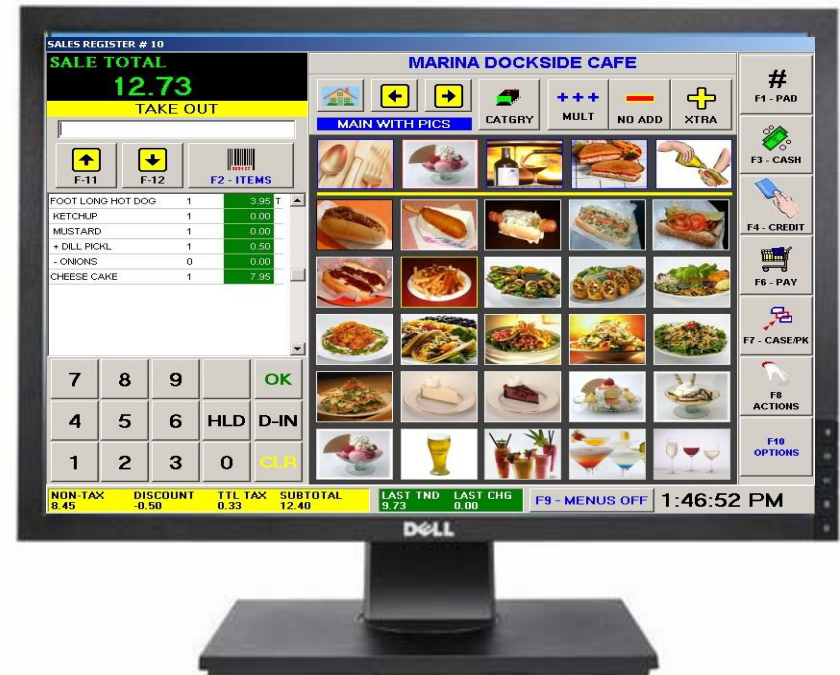 SALES REGISTER # 10
SALE TOTAL
12.73
TAKE OUT
F-11
F-12
F2 - ITEMS
FOOT LONG HOT DOG 1 3.95 T
KETCHUP 1 0.00
MUSTARD 1 0.00
+ DILL PICKL 1 0.50
- ONIONS 0 0.00
CHEESE CAKE 1 7.95
7 8 9 OK
4 5 6 HLD D-IN
1 2 3 0 CLR
MARINA DOCKSIDE CAFE
MAIN WITH PICS
CATGRY
+++
MULT
NO ADD
XTRA
#
F1 - PAD
F3 - CASH
F4 - CREDIT
F6 - PAY
F7 - CASE/PK
F8
ACTIONS
F10
OPTIONS
NON-TAX DISCOUNT TTL TAX SUBTOTAL
8.45 -0.50 0.33 12.40
LAST TND LAST CHG
9.73 0.00
F9 - MENUS OFF
1:46:52 PM
DELL